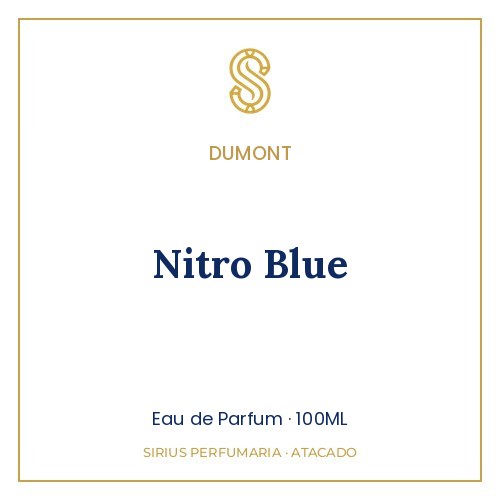 DUMONT
Nitro Blue
Eau de Parfum · 100ML
SIRIUS PERFUMARIA · ATACADO